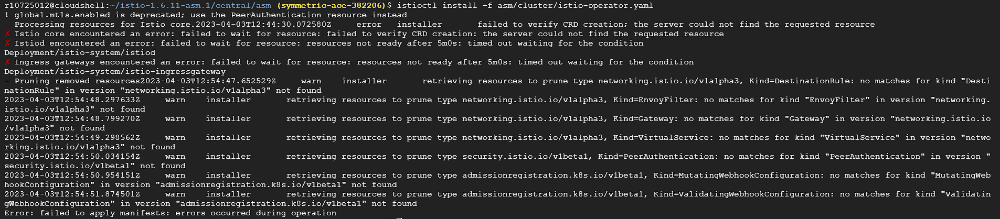 r10725012@cloudshell:~/istio-1.6.11-asm.1/central/asm (symmetric-ace-382206)$ istioctl install -f asm/cluster/istio-operator.yaml
! global.mtls.enabled is deprecated; use the PeerAuthentication resource instead
Processing resources for Istio core.2023-04-03T12:44:30.072580Z error installer failed to verify CRD creation; the server could not find the requested resource
✘ Istio core encountered an error: failed to wait for resource: failed to verify CRD creation: the server could not find the requested resource
✘ Istiod encountered an error: failed to wait for resource: resources not ready after 5m0s: timed out waiting for the condition
Deployment/istio-system/istiod
✘ Ingress gateways encountered an error: failed to wait for resource: resources not ready after 5m0s: timed out waiting for the condition
Deployment/istio-system/istio-ingressgateway
- Pruning removed resources2023-04-03T12:54:47.652529Z warn installer retrieving resources to prune type networking.istio.io/v1alpha3, Kind=DestinationRule: no matches for kind "Desti
nationRule" in version "networking.istio.io/v1alpha3" not found
2023-04-03T12:54:48.297633Z warn installer retrieving resources to prune type networking.istio.io/v1alpha3, Kind=EnvoyFilter: no matches for kind "EnvoyFilter" in version "networking.
istio.io/v1alpha3" not found
2023-04-03T12:54:48.799270Z warn installer retrieving resources to prune type networking.istio.io/v1alpha3, Kind=Gateway: no matches for kind "Gateway" in version "networking.istio.io
/v1alpha3" not found
2023-04-03T12:54:49.298562Z warn installer retrieving resources to prune type networking.istio.io/v1alpha3, Kind=VirtualService: no matches for kind "VirtualService" in version "netwo
rking.istio.io/v1alpha3" not found
2023-04-03T12:54:50.034154Z warn installer retrieving resources to prune type security.istio.io/v1beta1, Kind=PeerAuthentication: no matches for kind "PeerAuthentication" in version "
security.istio.io/v1beta1" not found
2023-04-03T12:54:50.954151Z warn installer retrieving resources to prune type admissionregistration.k8s.io/v1beta1, Kind=MutatingWebhookConfiguration: no matches for kind "MutatingWeb
hookConfiguration" in version "admissionregistration.k8s.io/v1beta1" not found
2023-04-03T12:54:51.874501Z warn installer retrieving resources to prune type admissionregistration.k8s.io/v1beta1, Kind=ValidatingWebhookConfiguration: no matches for kind "Validatin
gWebhookConfiguration" in version "admissionregistration.k8s.io/v1beta1" not found
Error: failed to apply manifests: errors occurred during operation